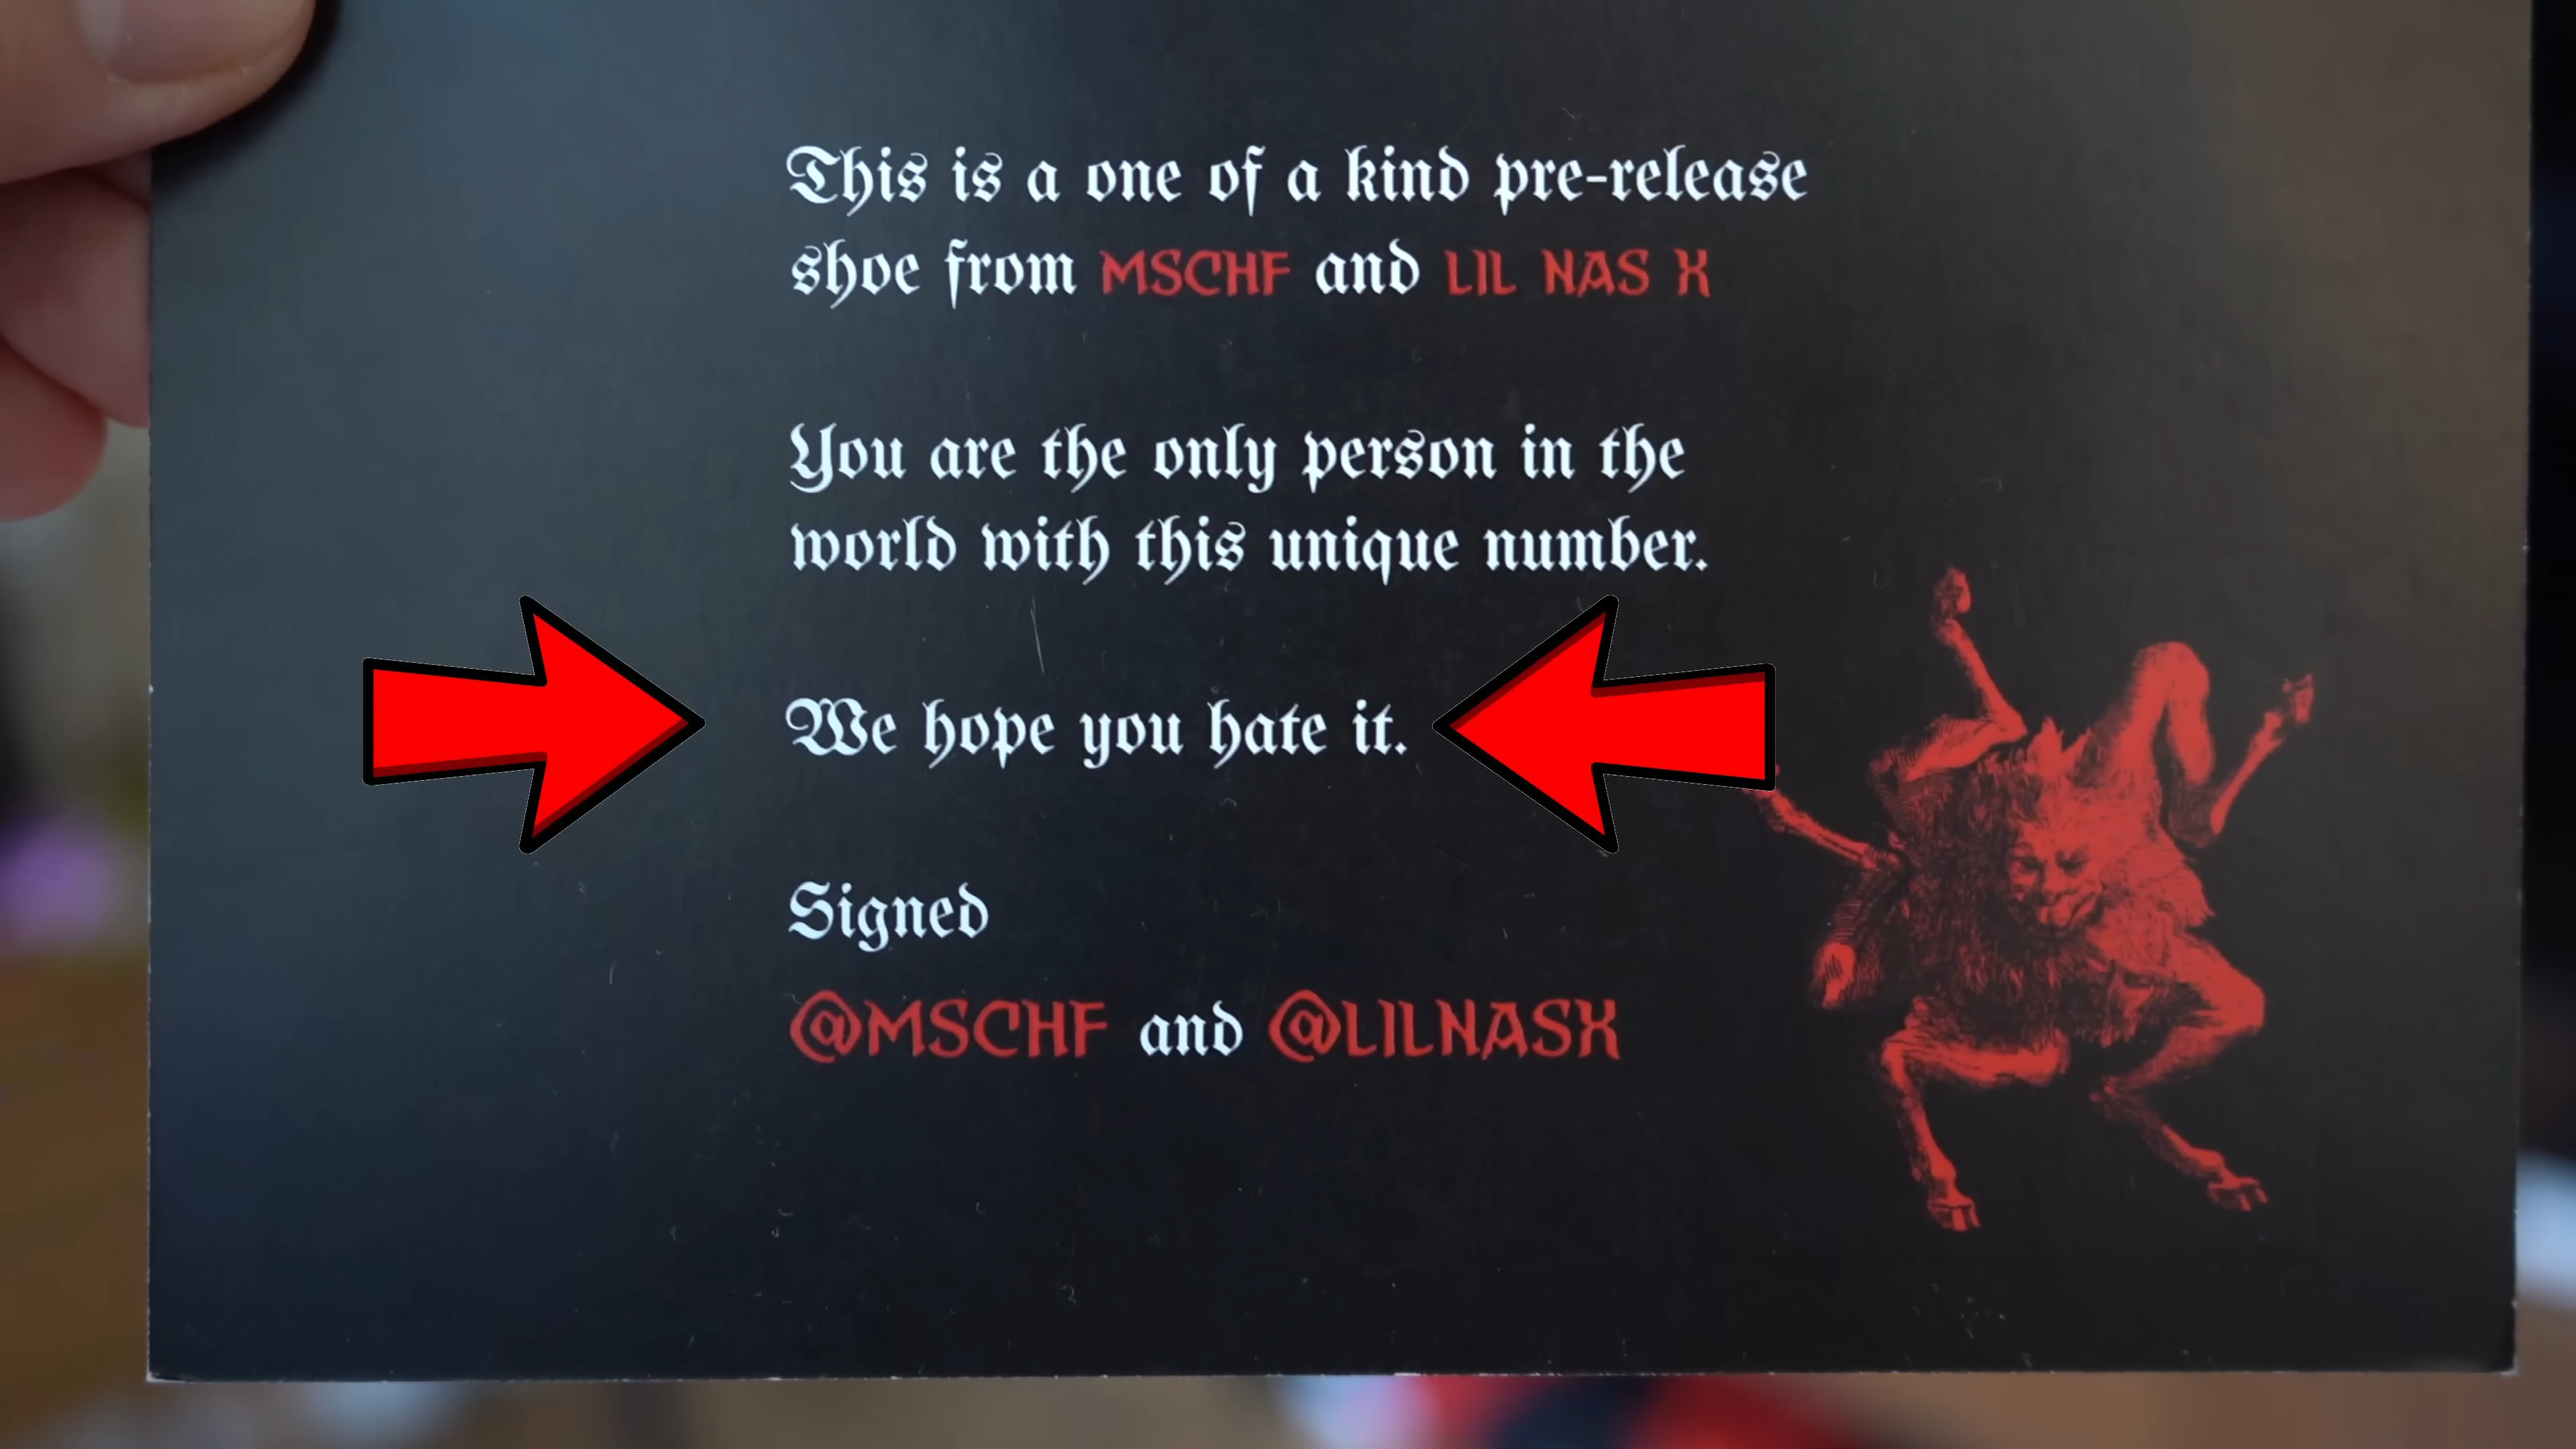 This is a one of a kind pre-release
shoe from MSCHF and LIL NAS X
You are the only person in the
world with this unique number.
We hope you hate it.
Signed
@MSCHF and @LILNASX